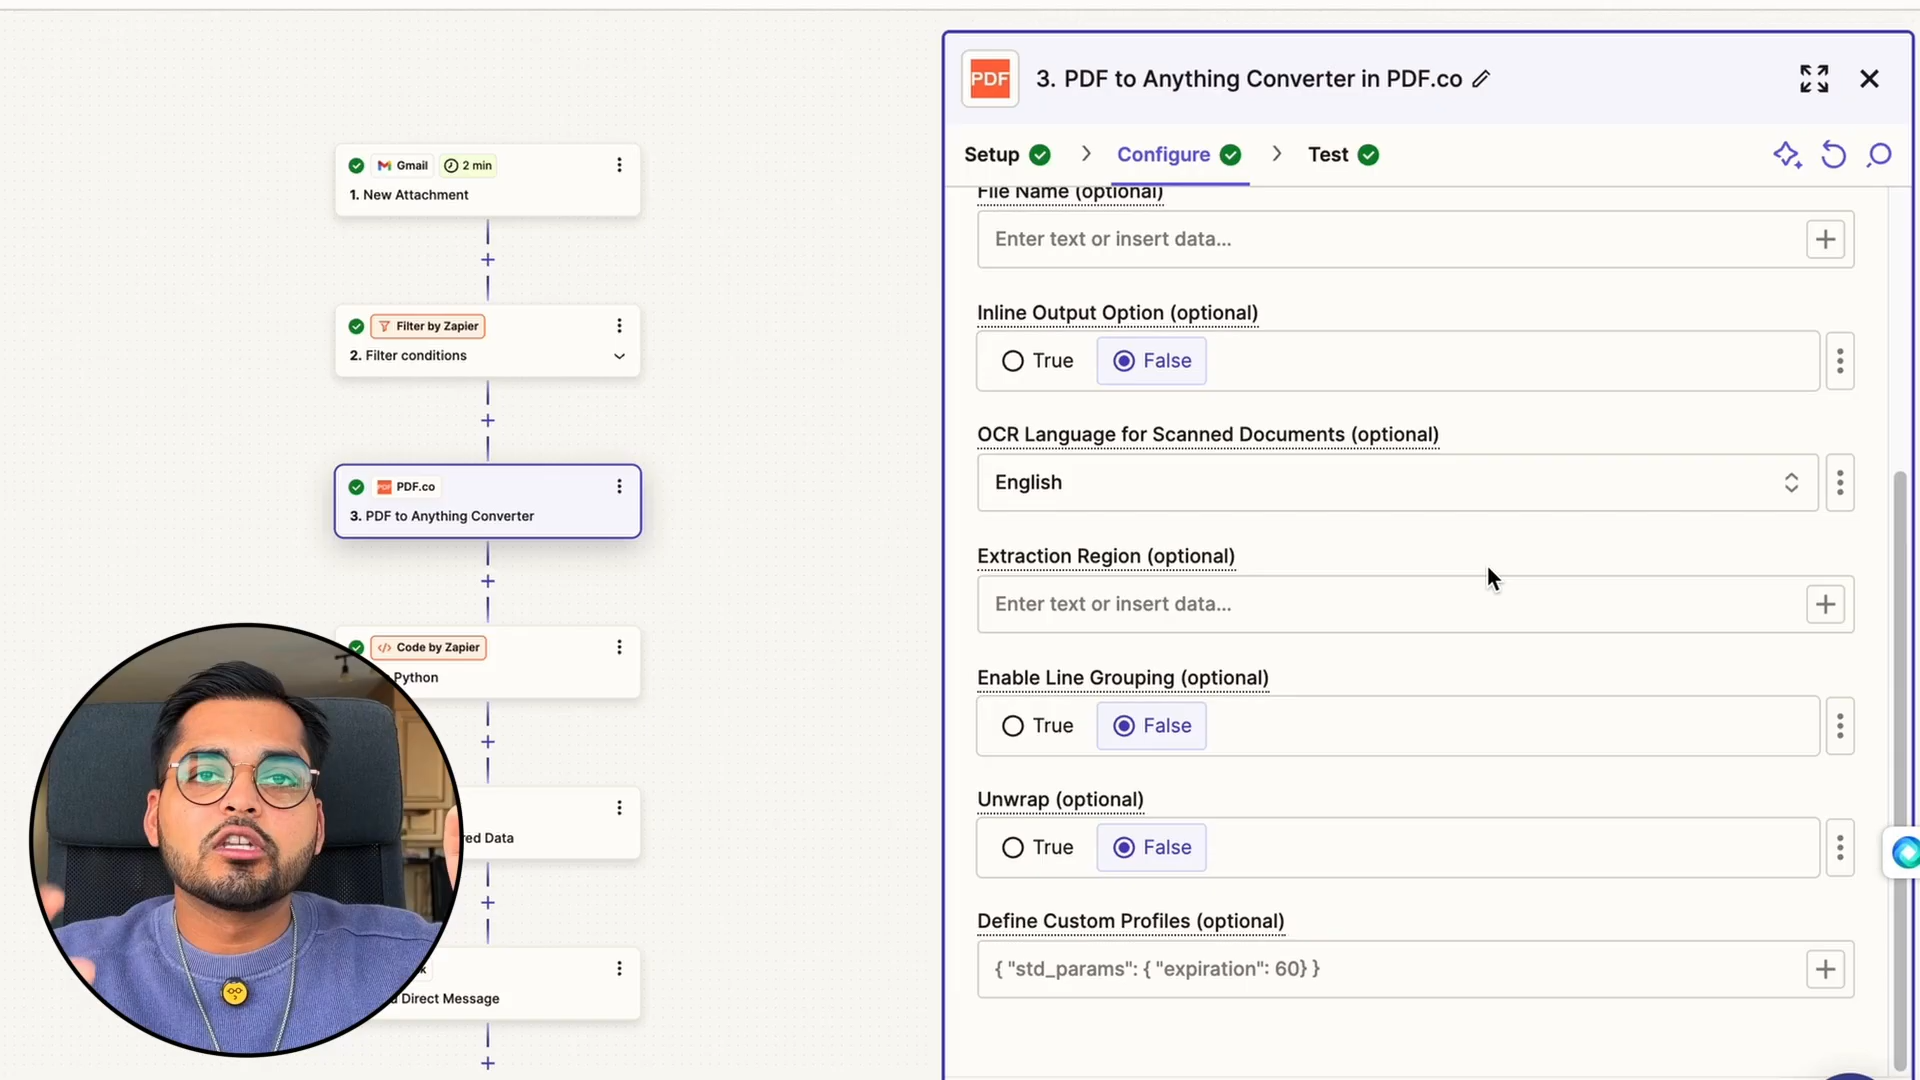 Gmail
2 min
1. New Attachment
Filter by Zapier
2. Filter conditions
PDF
PDF.co
3. PDF to Anything Converter
Code by Zapier
Python
red Data
Direct Message
PDF
3. PDF to Anything Converter in PDF.co
Setup
Configure
Test
File Name (optional)
Enter text or insert data...
Inline Output Option (optional)
True
False
OCR Language for Scanned Documents (optional)
English
Extraction Region (optional)
Enter text or insert data...
Enable Line Grouping (optional)
True
False
Unwrap (optional)
True
False
Define Custom Profiles (optional)
{ "std_params": { "expiration": 60} }